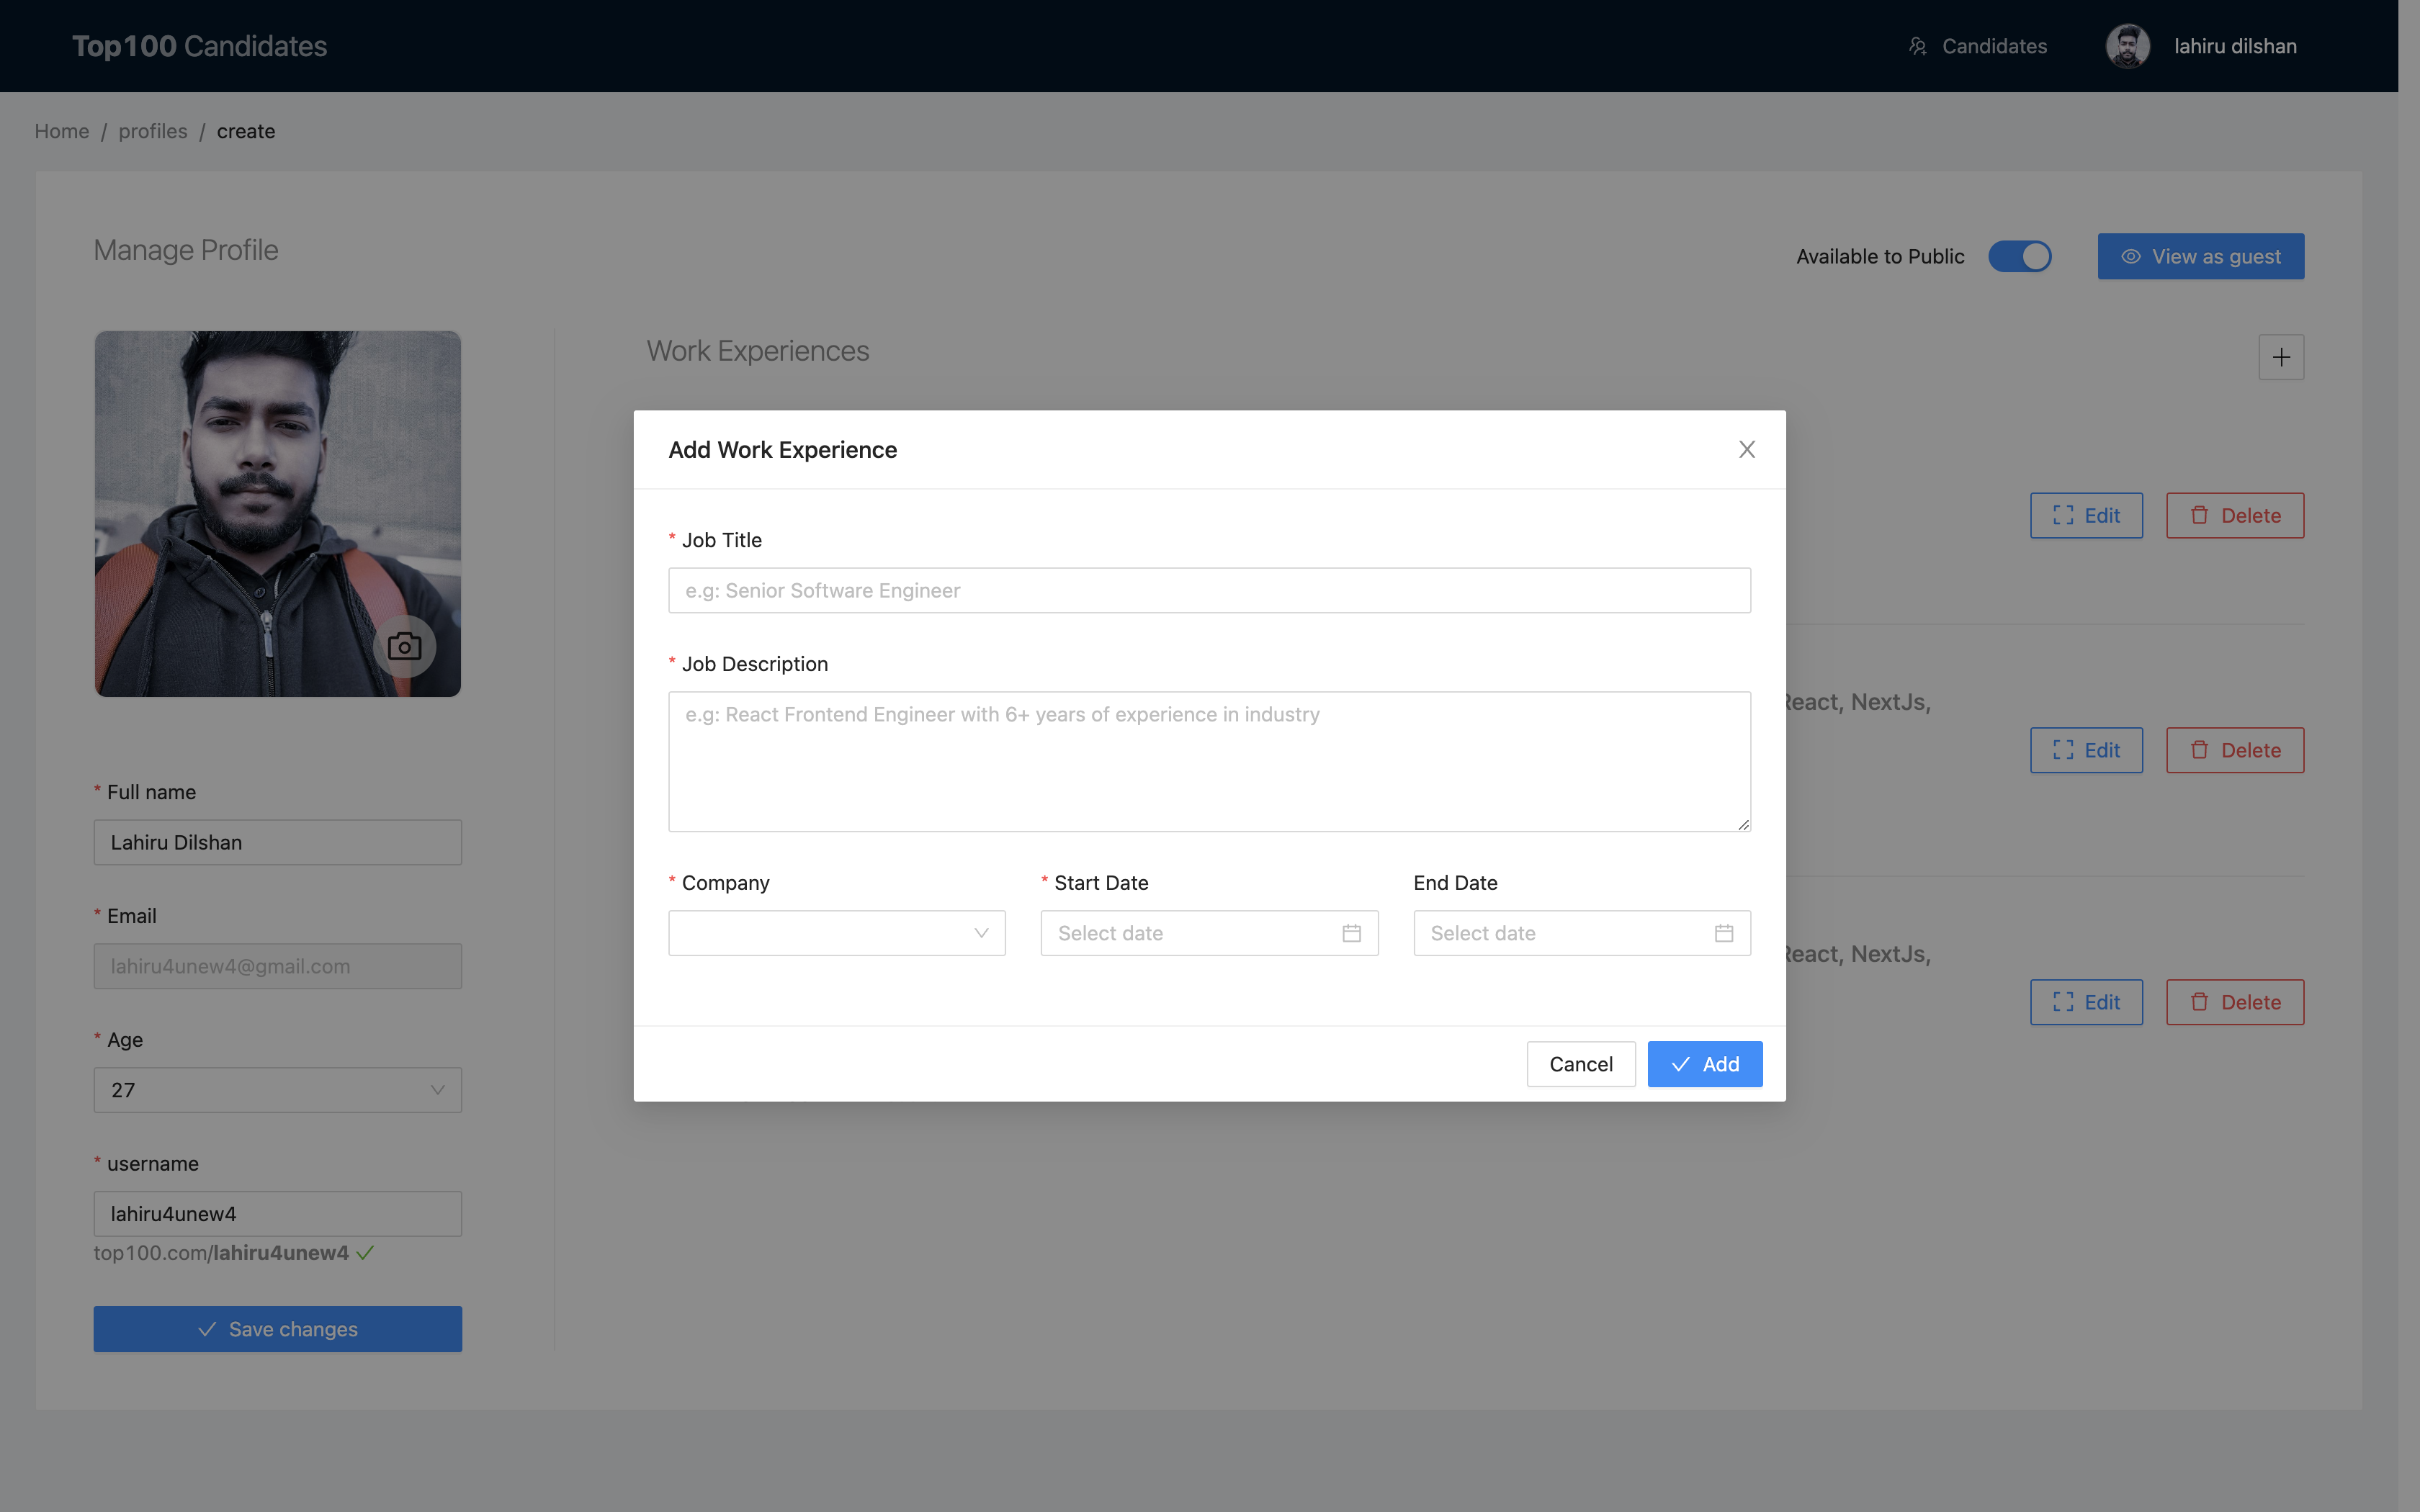 Top100 Candidates
Candidates
lahiru dilshan
Home / profiles / create
Manage Profile
Available to Public
View as guest
Work Experiences
Edit
Delete
React, NextJs,
Edit
Delete
React, NextJs,
Edit
Delete
* Full name
Lahiru Dilshan
* Email
lahiru4unew4@gmail.com
* Age
27
* username
lahiru4unew4
top100.com/lahiru4unew4
Save changes
Add Work Experience
* Job Title
e.g: Senior Software Engineer
* Job Description
e.g: React Frontend Engineer with 6+ years of experience in industry
* Company
* Start Date
End Date
Select date
Select date
Cancel
Add